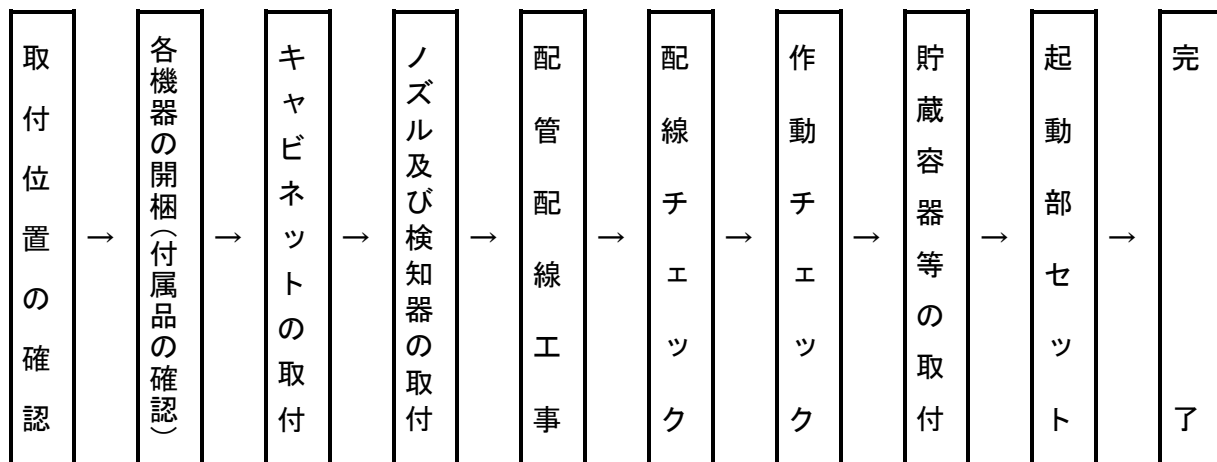 取付位置の確認
→
各機器の開梱（付属品の確認）
→
キャビネットの取付
→
ノズル及び検知器の取付
→
配管配線工事
→
配線チェック
→
作動チェック
→
貯蔵容器等の取付
→
起動部セット
→
完了